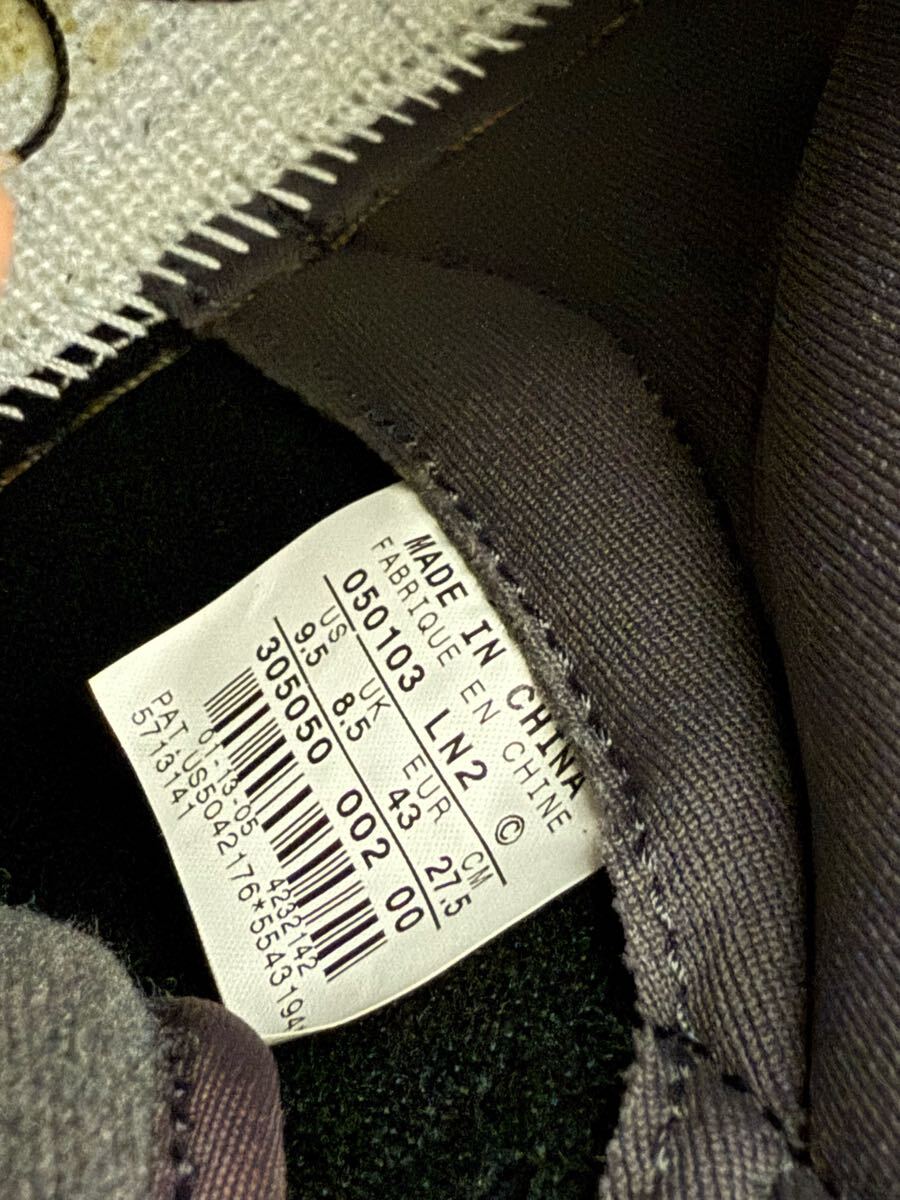 MADE IN CHINA
FABRIQUE EN CHINE
050103 LN2 ©
US UK EUR CM
9.5 8.5 43 27.5
305050 002 00
01-13-05 4232142
PAT.US5042176*5543194
5713141